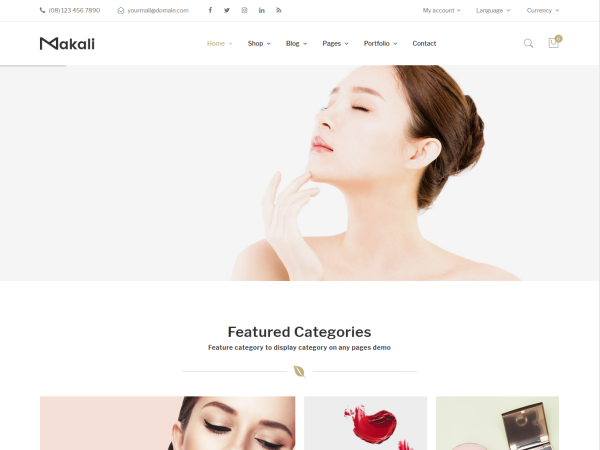 (08) 123 456 7890 yourmail@domain.com My account Language Currency
Makali Home Shop Blog Pages Portfolio Contact 0
Featured Categories
Feature category to display category on any pages demo